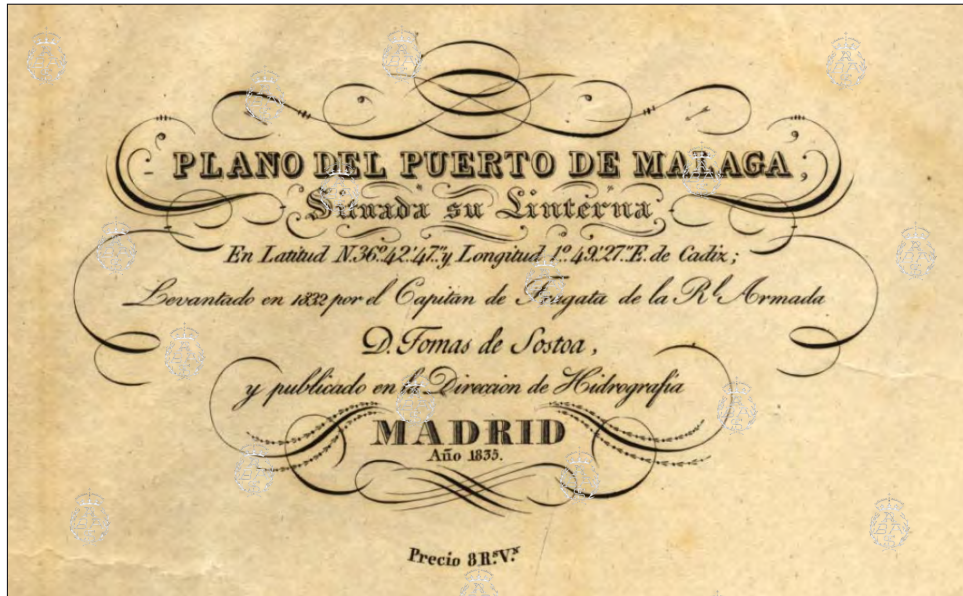 PLANO DEL PUERTO DE MALAGA,
Situada su Linterna
En Latitud N.36º.42'.47". y Longitud 1º.49'.27".E. de Cadiz;
Levantado en 1832 por el Capitan de Fragata de la Rˡ Armada
D. Tomas de Sostoa,
y publicado en la Direccion de Hidrografia
MADRID
Año 1835.
Precio 8 Rˢ Vⁿ